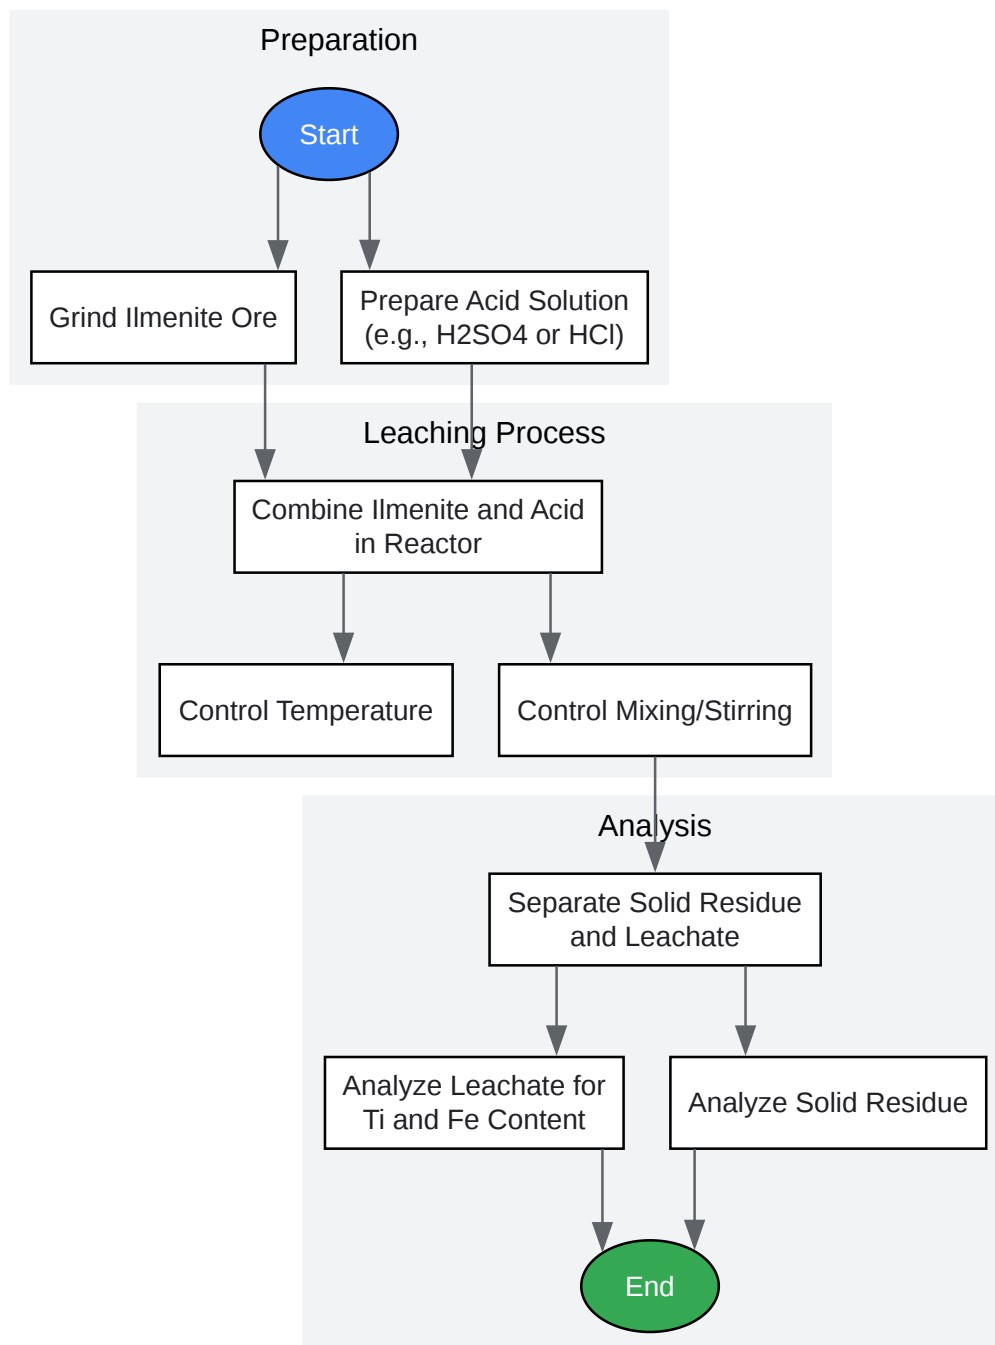 Preparation
Start
Grind Ilmenite Ore
Prepare Acid Solution
(e.g., H2SO4 or HCl)
Leaching Process
Combine Ilmenite and Acid
in Reactor
Control Temperature
Control Mixing/Stirring
Analysis
Separate Solid Residue
and Leachate
Analyze Leachate for
Ti and Fe Content
Analyze Solid Residue
End